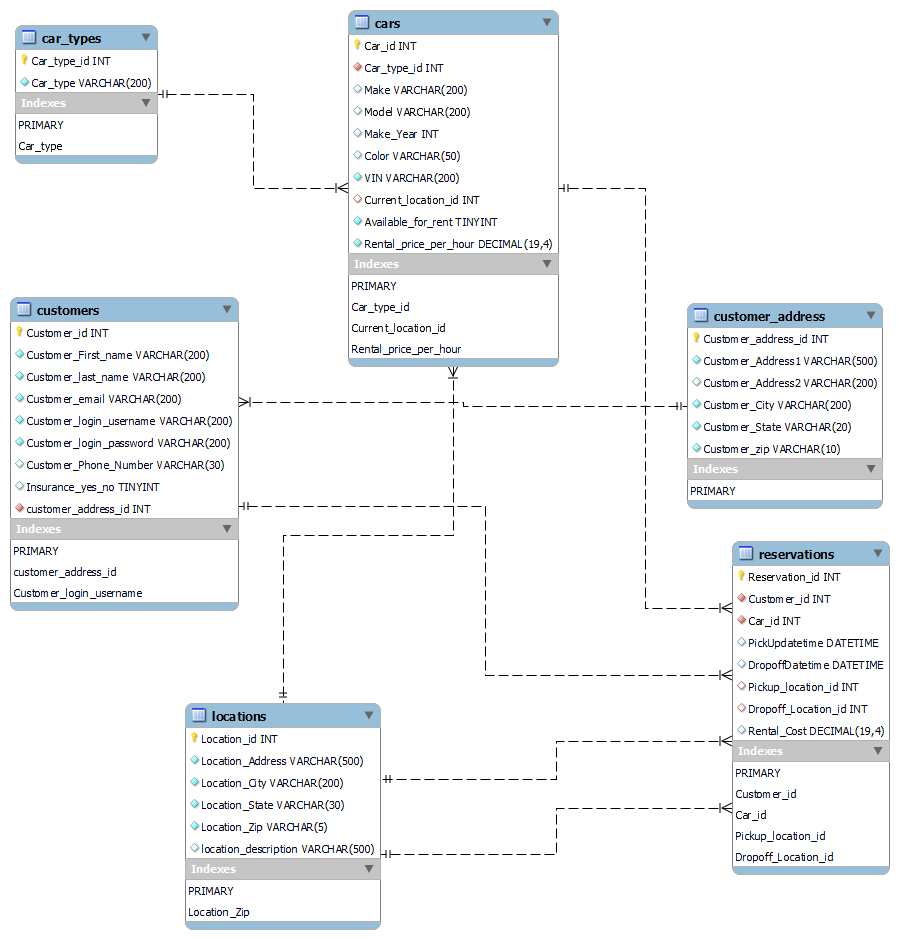 car_types
Car_type_id INT
Car_type VARCHAR(200)
Indexes
PRIMARY
Car_type
cars
Car_id INT
Car_type_id INT
Make VARCHAR(200)
Model VARCHAR(200)
Make_Year INT
Color VARCHAR(50)
VIN VARCHAR(200)
Current_location_id INT
Available_for_rent TINYINT
Rental_price_per_hour DECIMAL(19,4)
Indexes
PRIMARY
Car_type_id
Current_location_id
Rental_price_per_hour
customers
Customer_id INT
Customer_First_name VARCHAR(200)
Customer_last_name VARCHAR(200)
Customer_email VARCHAR(200)
Customer_login_username VARCHAR(200)
Customer_login_password VARCHAR(200)
Customer_Phone_Number VARCHAR(30)
Insurance_yes_no TINYINT
customer_address_id INT
Indexes
PRIMARY
customer_address_id
Customer_login_username
customer_address
Customer_address_id INT
Customer_Address1 VARCHAR(500)
Customer_Address2 VARCHAR(200)
Customer_City VARCHAR(200)
Customer_State VARCHAR(20)
Customer_zip VARCHAR(10)
Indexes
PRIMARY
reservations
Reservation_id INT
Customer_id INT
Car_id INT
PickUpdatetime DATETIME
DropoffDatetime DATETIME
Pickup_location_id INT
Dropoff_Location_id INT
Rental_Cost DECIMAL(19,4)
Indexes
PRIMARY
Customer_id
Car_id
Pickup_location_id
Dropoff_Location_id
locations
Location_id INT
Location_Address VARCHAR(500)
Location_City VARCHAR(200)
Location_State VARCHAR(30)
Location_Zip VARCHAR(5)
location_description VARCHAR(500)
Indexes
PRIMARY
Location_Zip